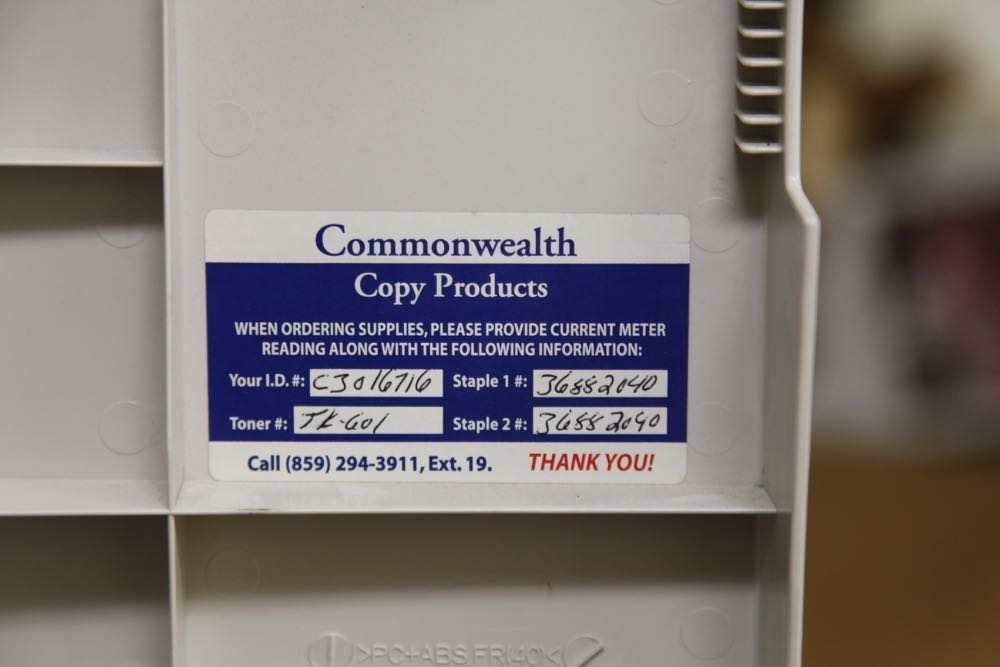 Commonwealth
Copy Products
WHEN ORDERING SUPPLIES, PLEASE PROVIDE CURRENT METER
READING ALONG WITH THE FOLLOWING INFORMATION:
Your I.D. #: C3016716 Staple 1 #: 36882040
Toner #: TK-601 Staple 2 #: 36882040
Call (859) 294-3911, Ext. 19. THANK YOU!
>PC+ABS FR(40)<